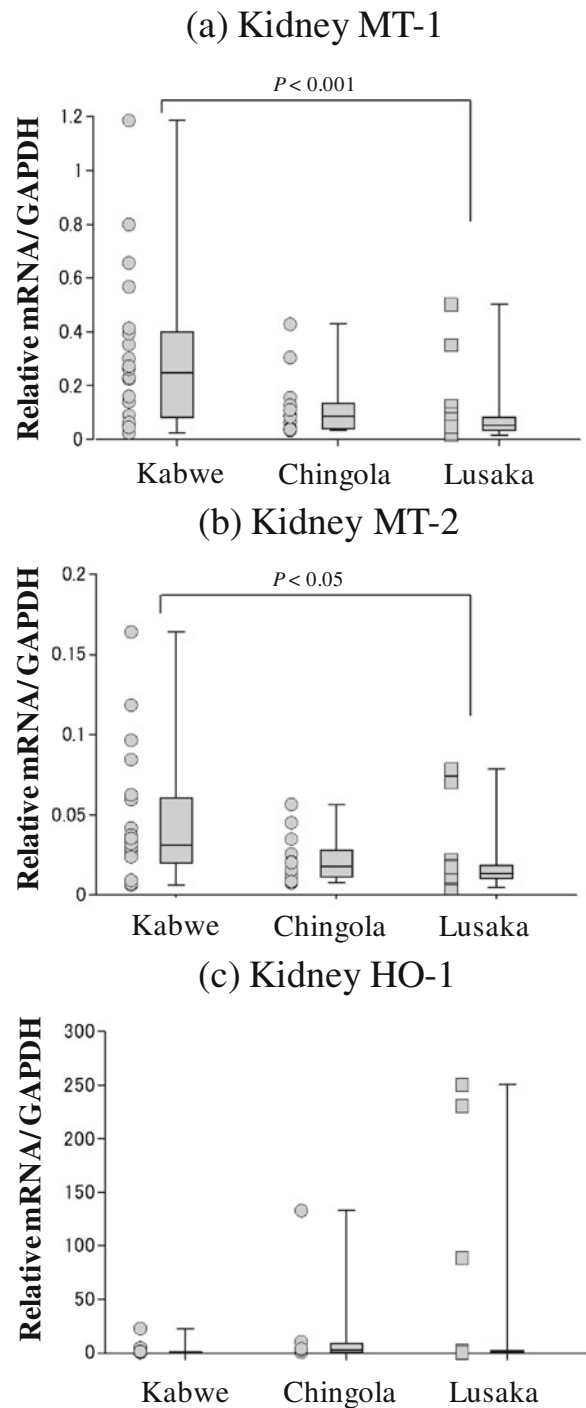 (a) Kidney MT-1
P < 0.001
Relative mRNA/GAPDH
1.2
1
0.8
0.6
0.4
0.2
0
Kabwe Chingola Lusaka
(b) Kidney MT-2
P < 0.05
Relative mRNA/GAPDH
0.2
0.15
0.1
0.05
0
Kabwe Chingola Lusaka
(c) Kidney HO-1
Relative mRNA/GAPDH
300
250
200
150
100
50
0
Kabwe Chingola Lusaka